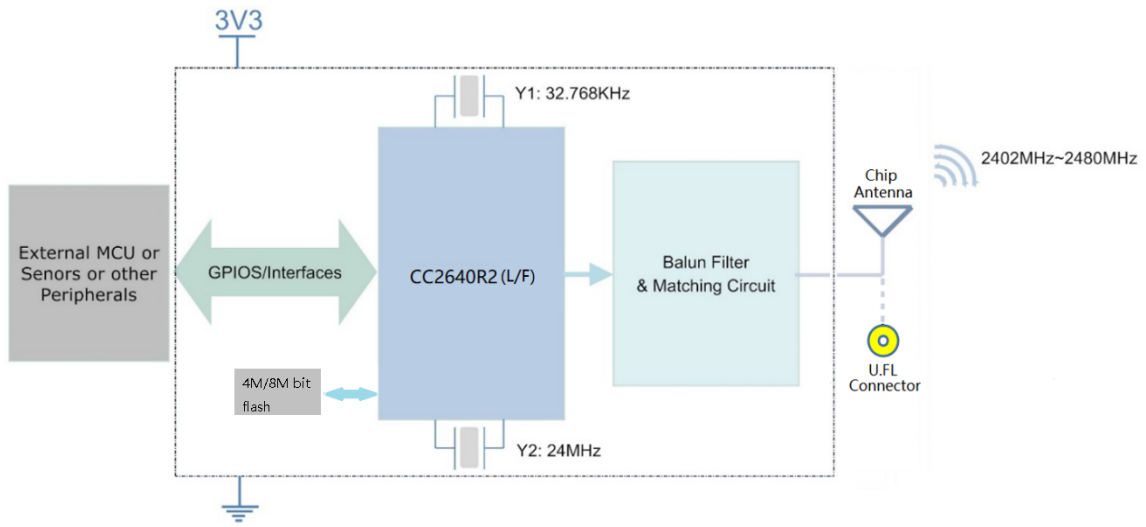 3V3
Y1: 32.768KHz
2402MHz~2480MHz
Chip
Antenna
External MCU or
Senors or other
Peripherals
GPIOS/Interfaces
CC2640R2 (L/F)
Balun Filter
& Matching Circuit
4M/8M bit
flash
U.FL
Connector
Y2: 24MHz